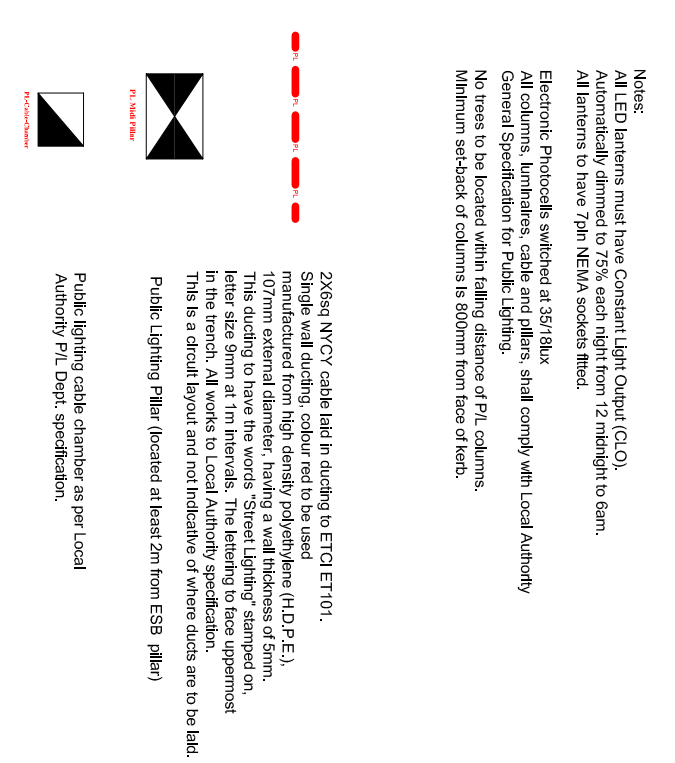 Notes:
All LED lanterns must have Constant Light Output (CLO).
Automatically dimmed to 75% each night from 12 midnight to 6am.
All lanterns to have 7pin NEMA sockets fitted.
Electronic Photocells switched at 35/18lux
All columns, luminaires, cable and pillars, shall comply with Local Authority
General Specification for Public Lighting.
No trees to be located within falling distance of P/L columns.
Minimum set-back of columns is 800mm from face of kerb.
PL PL PL PL
2X6sq NYCY cable laid in ducting to ETCI ET101.
Single wall ducting, colour red to be used
manufactured from high density polyethylene (H.D.P.E.),
107mm external diameter, having a wall thickness of 5mm.
This ducting to have the words "Street Lighting" stamped on,
letter size 9mm at 1m intervals. The lettering to face uppermost
in the trench. All works to Local Authority specification.
This is a circuit layout and not indicative of where ducts are to be laid.
PL Midi Pillar
Public Lighting Pillar (located at least 2m from ESB pillar)
PL-Cable-Chamber
Public lighting cable chamber as per Local
Authority P/L Dept. specification.